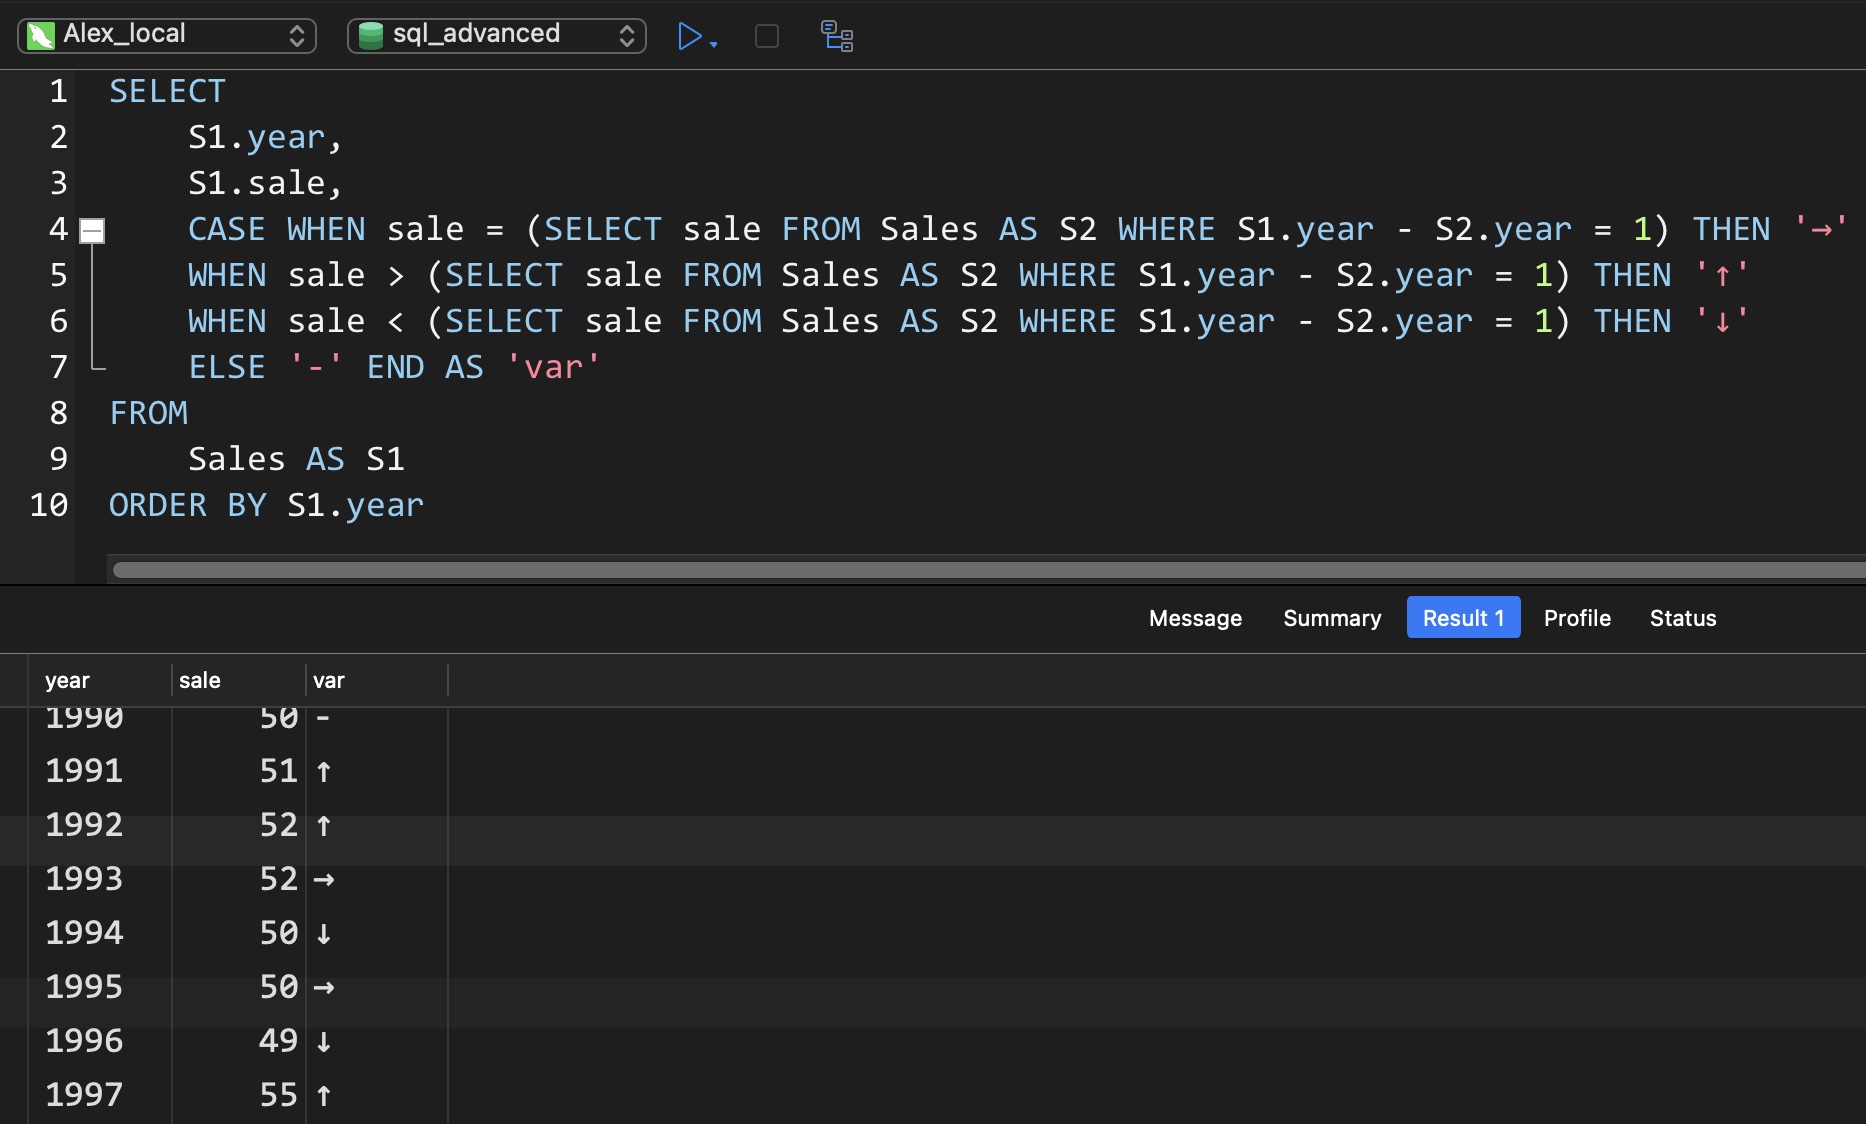 Alex_local sql_advanced
1 SELECT
2 S1.year,
3 S1.sale,
4 CASE WHEN sale = (SELECT sale FROM Sales AS S2 WHERE S1.year - S2.year = 1) THEN '→'
5 WHEN sale > (SELECT sale FROM Sales AS S2 WHERE S1.year - S2.year = 1) THEN '↑'
6 WHEN sale < (SELECT sale FROM Sales AS S2 WHERE S1.year - S2.year = 1) THEN '↓'
7 ELSE '-' END AS 'var'
8 FROM
9 Sales AS S1
10 ORDER BY S1.year
Message Summary Result 1 Profile Status
year sale var
1990 50 -
1991 51 ↑
1992 52 ↑
1993 52 →
1994 50 ↓
1995 50 →
1996 49 ↓
1997 55 ↑